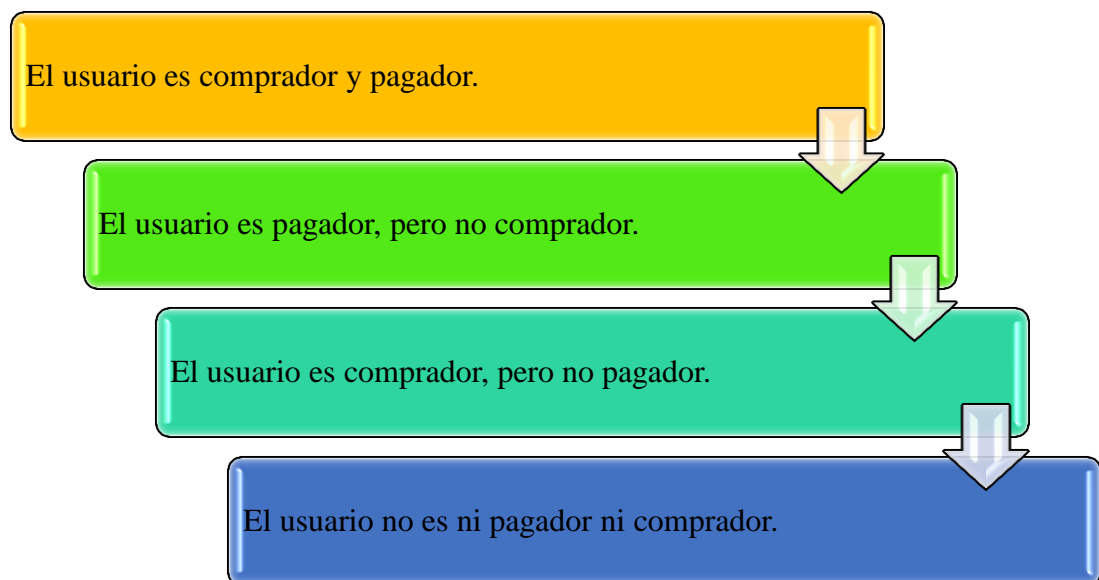 El usuario es comprador y pagador.
El usuario es pagador, pero no comprador.
El usuario es comprador, pero no pagador.
El usuario no es ni pagador ni comprador.